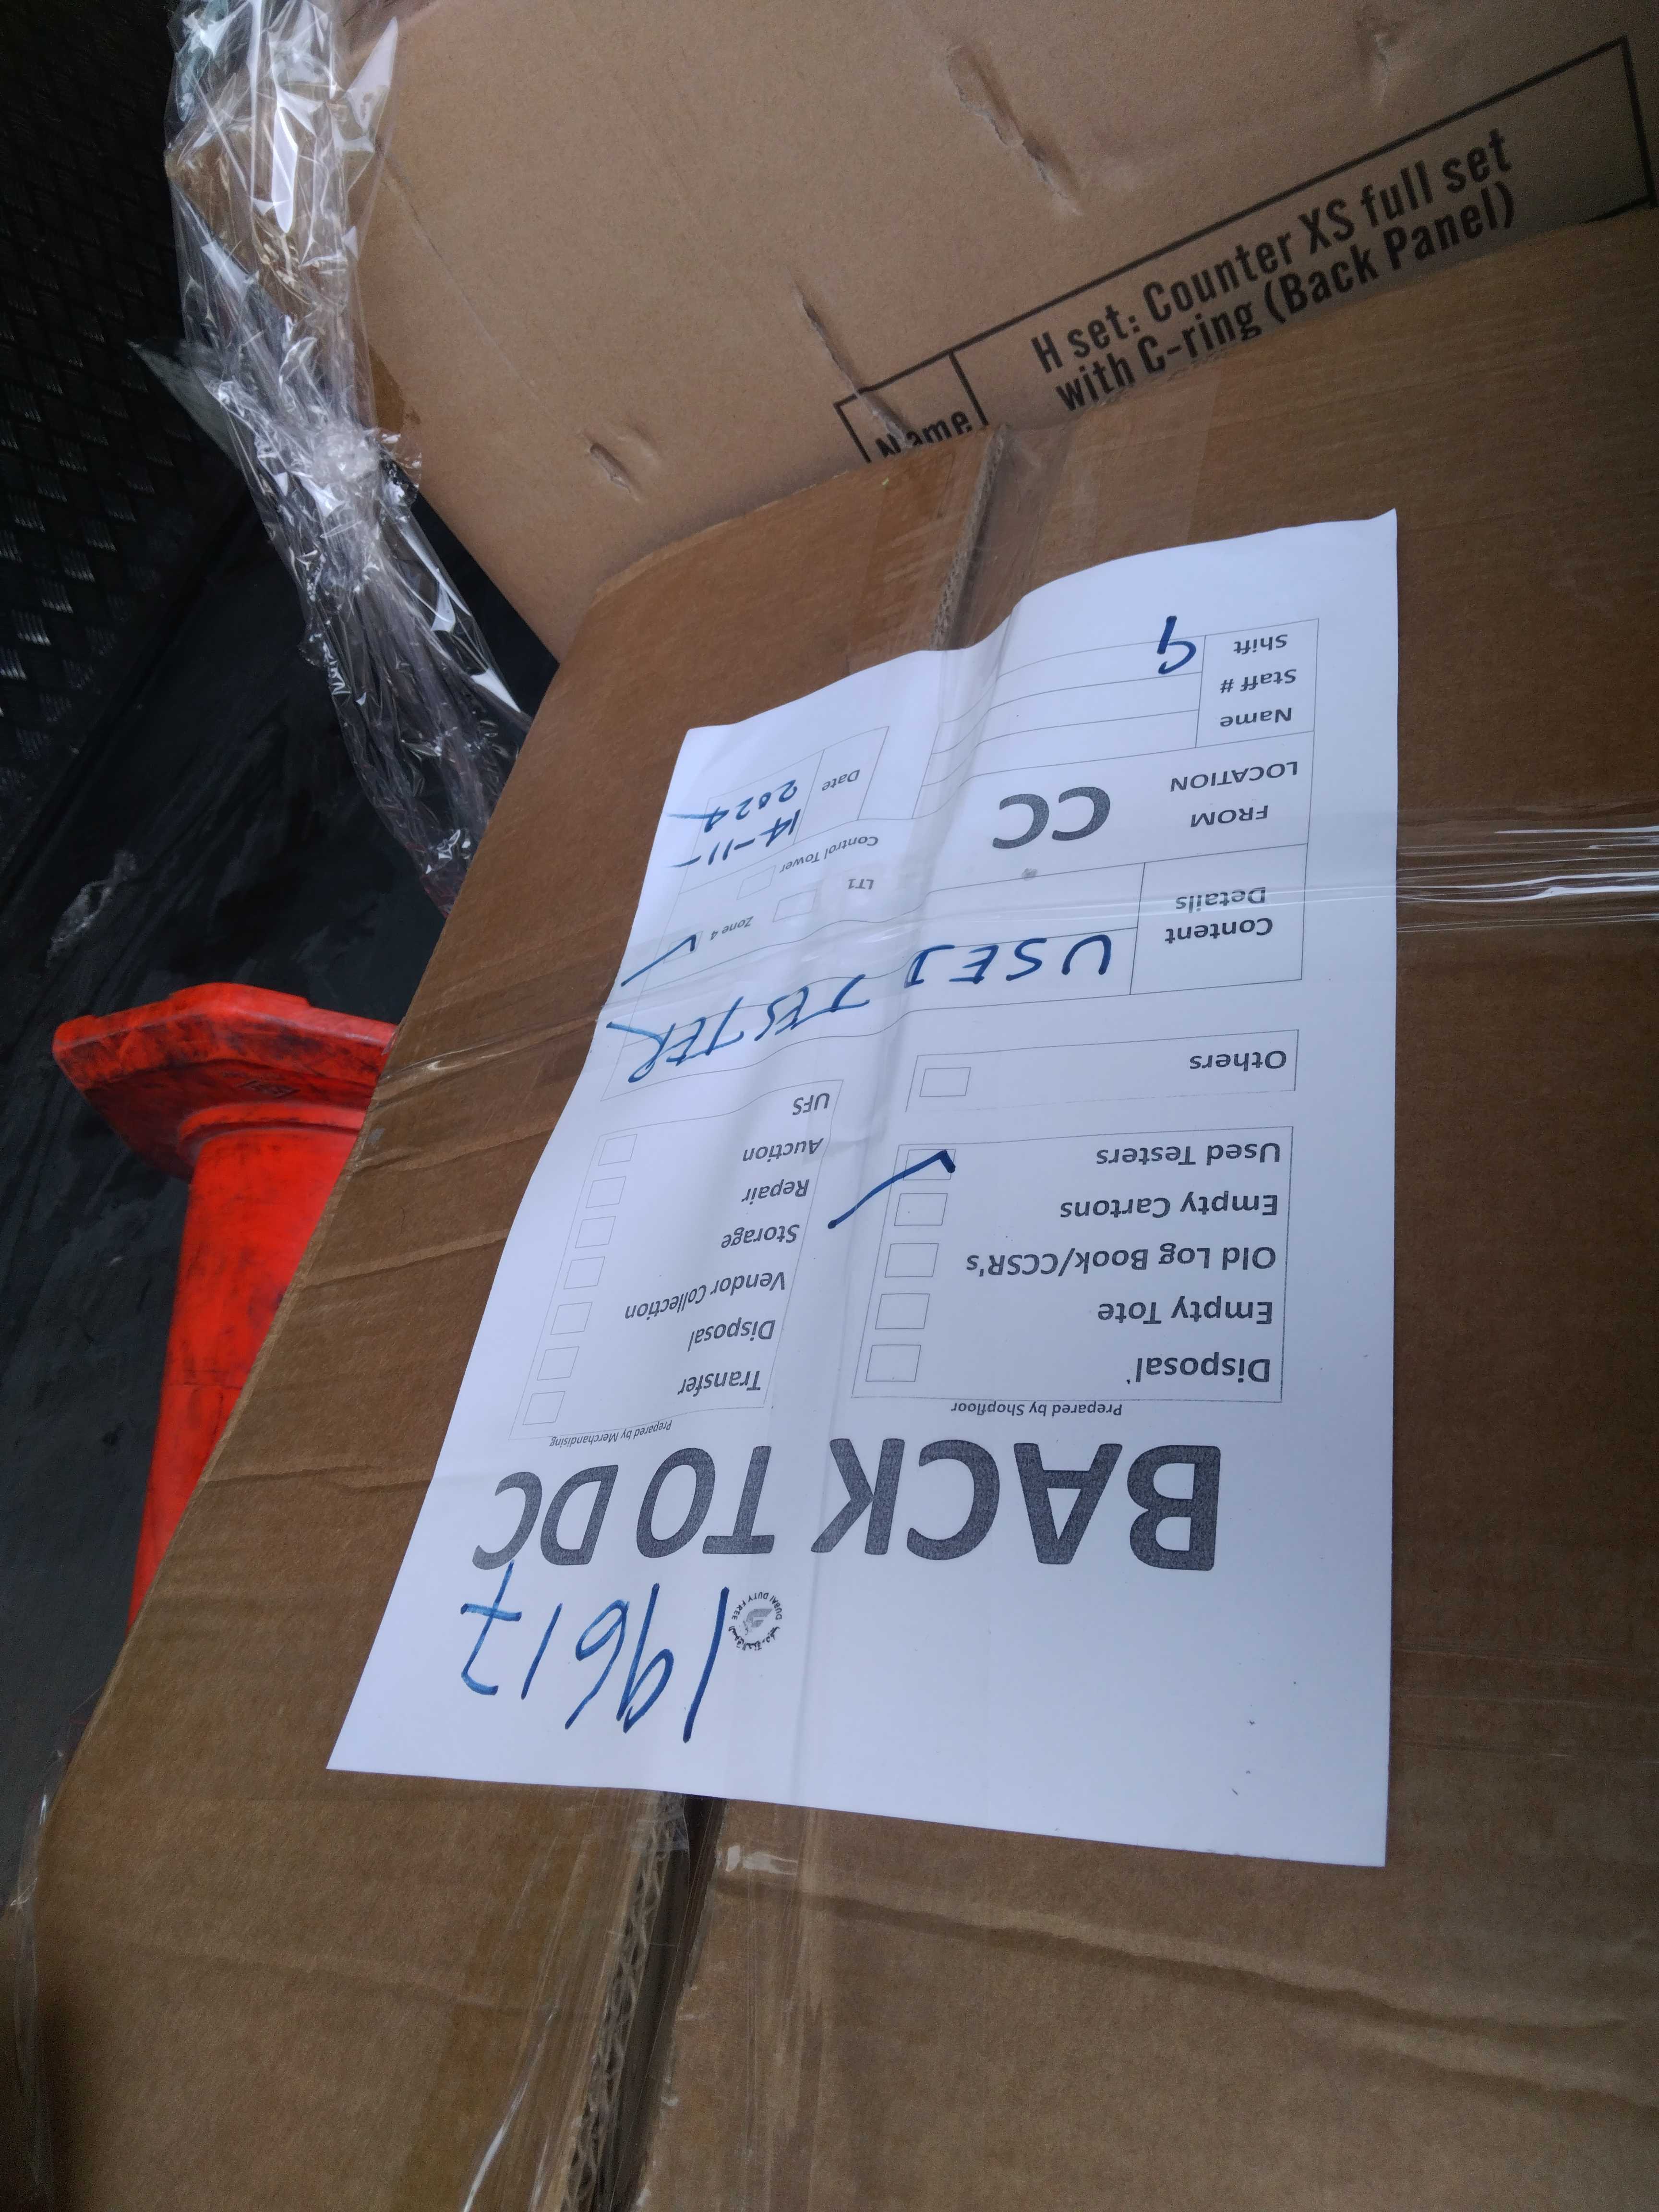 H set: Counter XS full set
with C-ring (Back Panel)
Name
19617
DUBAI DUTY FREE
BACK TO DC
Prepared by Shopfloor
Disposal
Empty Tote
Old Log Book/CCSR's
Empty Cartons
Used Testers
Others
Prepared by Merchandising
Transfer
Disposal
Vendor Collection
Storage
Repair
Auction
UFS
Content
Details
USED TESTER
FROM
LOCATION
CC
LT1
Zone 4
Control Tower
Name
Staff #
Shift
Date
14-11-
2024